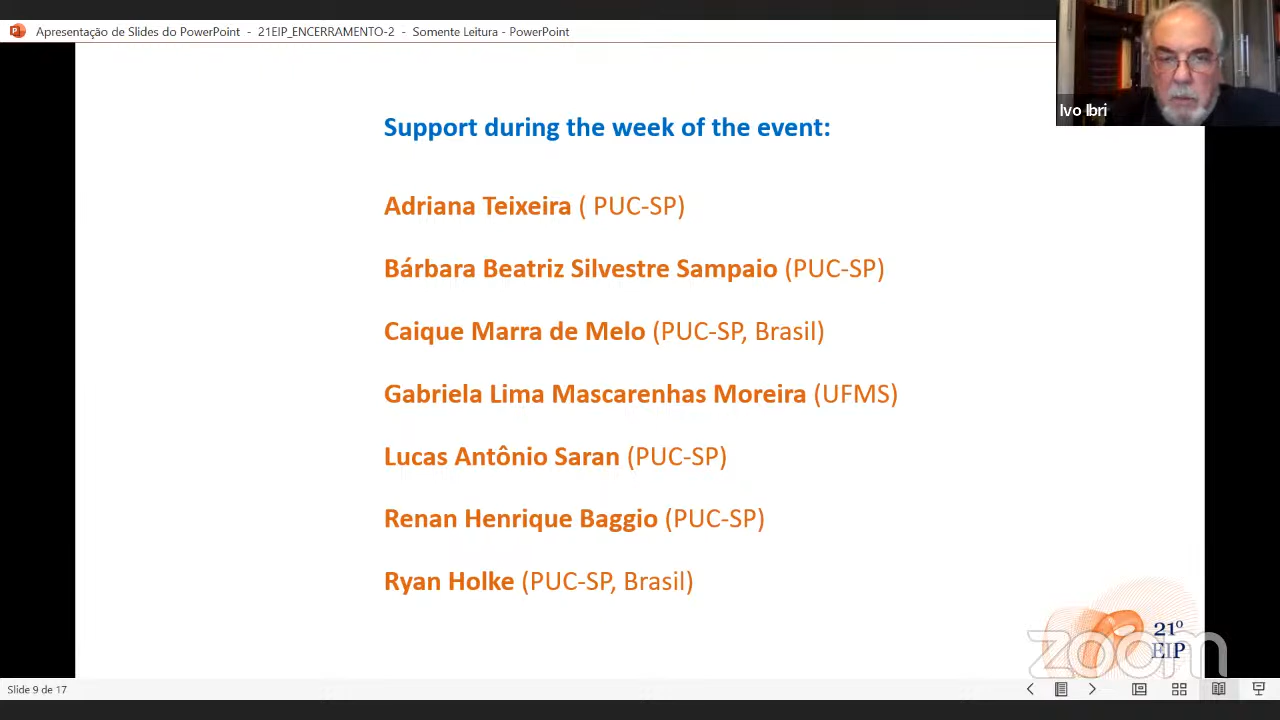 Apresentação de Slides do PowerPoint - 21EIP_ENCERRAMENTO-2 - Somente Leitura - PowerPoint
Ivo Ibri
Support during the week of the event:
Adriana Teixeira ( PUC-SP)
Bárbara Beatriz Silvestre Sampaio (PUC-SP)
Caique Marra de Melo (PUC-SP, Brasil)
Gabriela Lima Mascarenhas Moreira (UFMS)
Lucas Antônio Saran (PUC-SP)
Renan Henrique Baggio (PUC-SP)
Ryan Holke (PUC-SP, Brasil)
21º
EIP
zoom
Slide 9 de 17